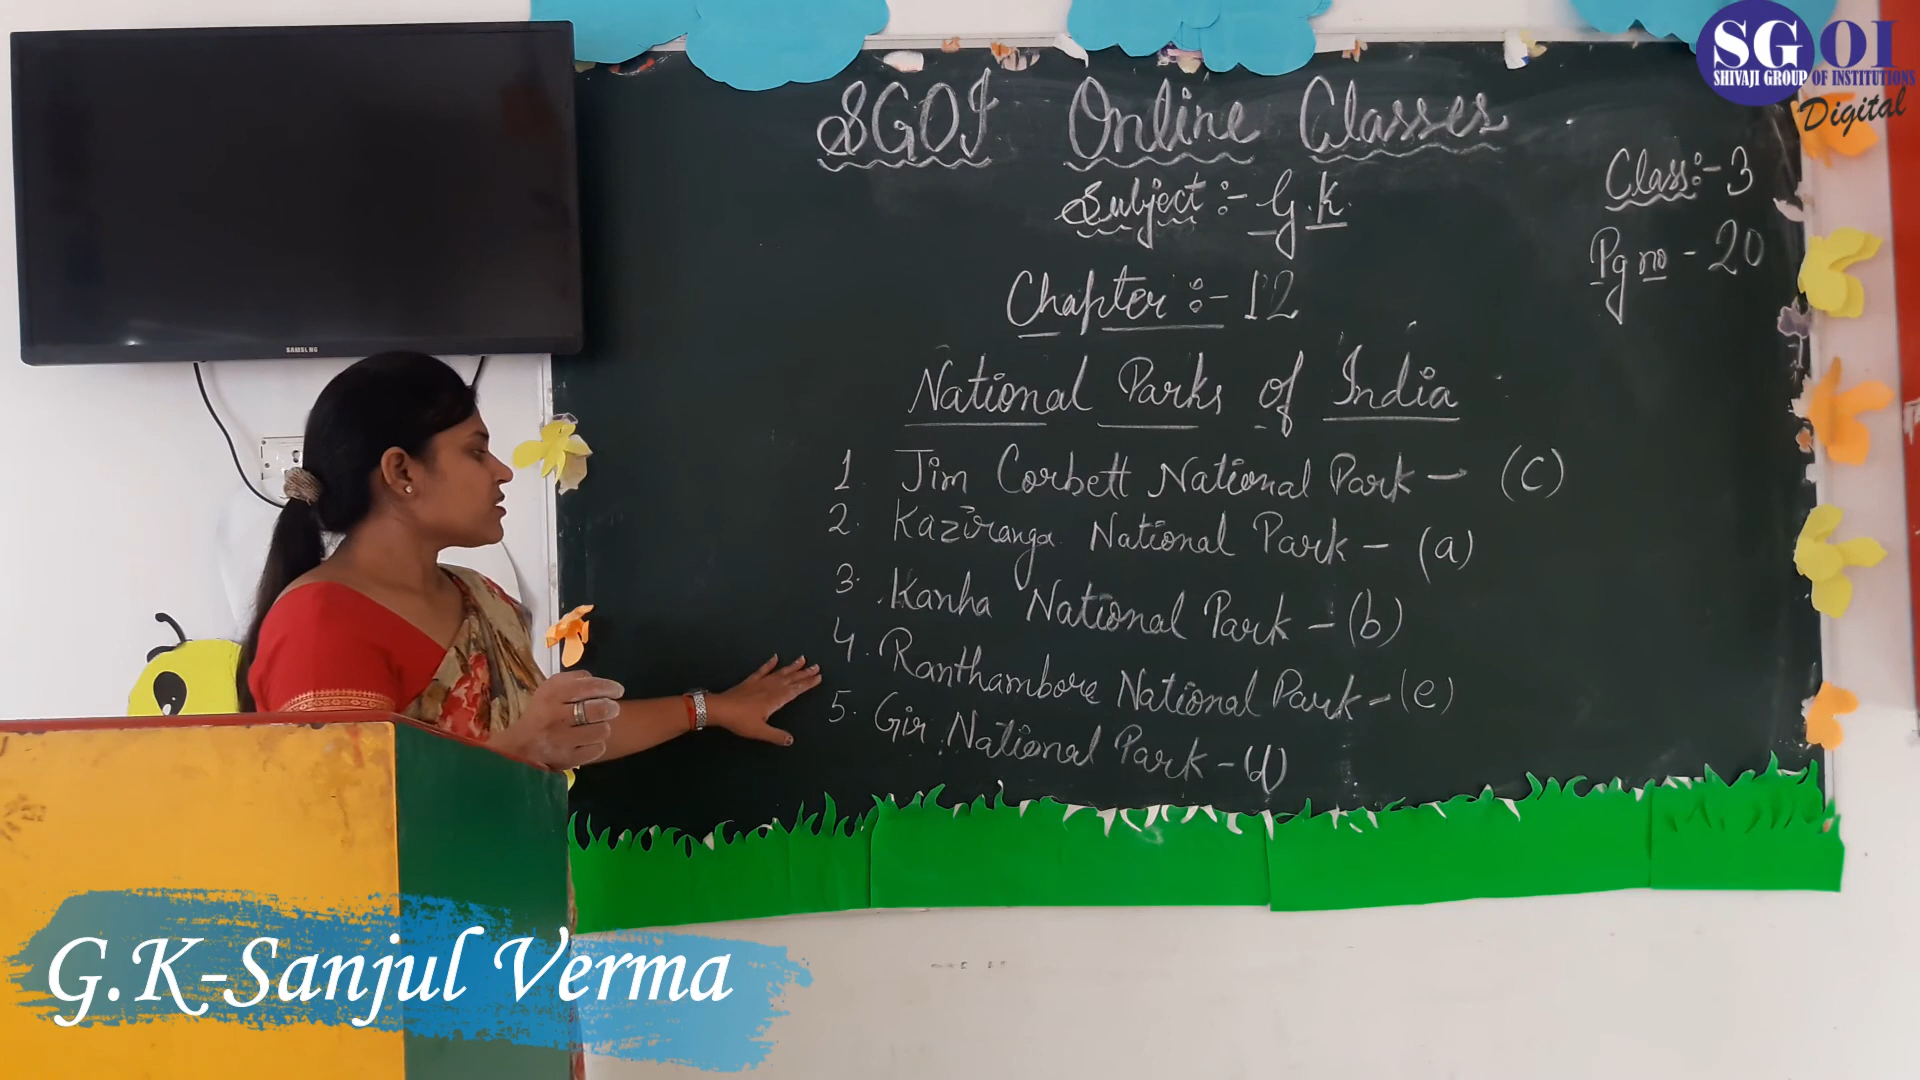 SGOI
SHIVAJI GROUP OF INSTITUTIONS
Digital
SGOI Online Classes
Class:- 3
Subject :- G.K.
Pg no - 20
Chapter :- 12
National Parks of India
1. Jim Corbett National Park - (c)
2. Kaziranga National Park - (a)
3. Kanha National Park - (b)
4. Ranthambore National Park - (e)
5. Gir National Park - (d)
SAMSUNG
G.K-Sanjul Verma